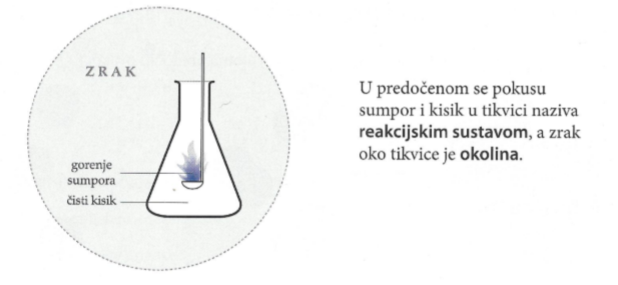 ZRAK
gorenje
sumpora
čisti kisik
U predočenom se pokusu
sumpor i kisik u tikvici naziva
reakcijskim sustavom, a zrak
oko tikvice je okolina.